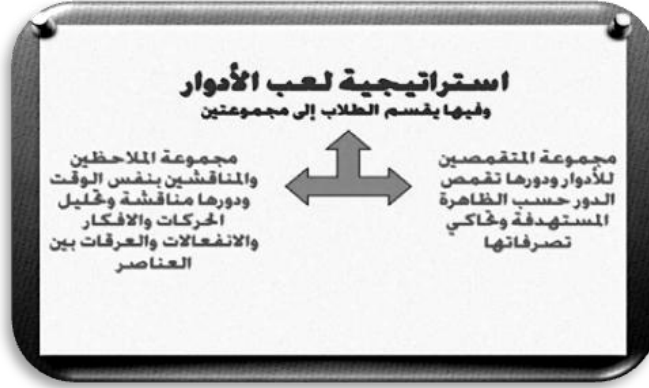 استراتيجية لعب الأدوار
وفيها يقسم الطلاب إلى مجموعتين
مجموعة المتقمصين
للأدوار ودورها تقمص
الدور حسب الظاهرة
المستهدفة وتحاكي
تصرفاتها
مجموعة الملاحظين
والمناقشين بنفس الوقت
ودورها مناقشة وتحليل
الحركات والافكار
والانفعالات والعرقات بين
العناصر